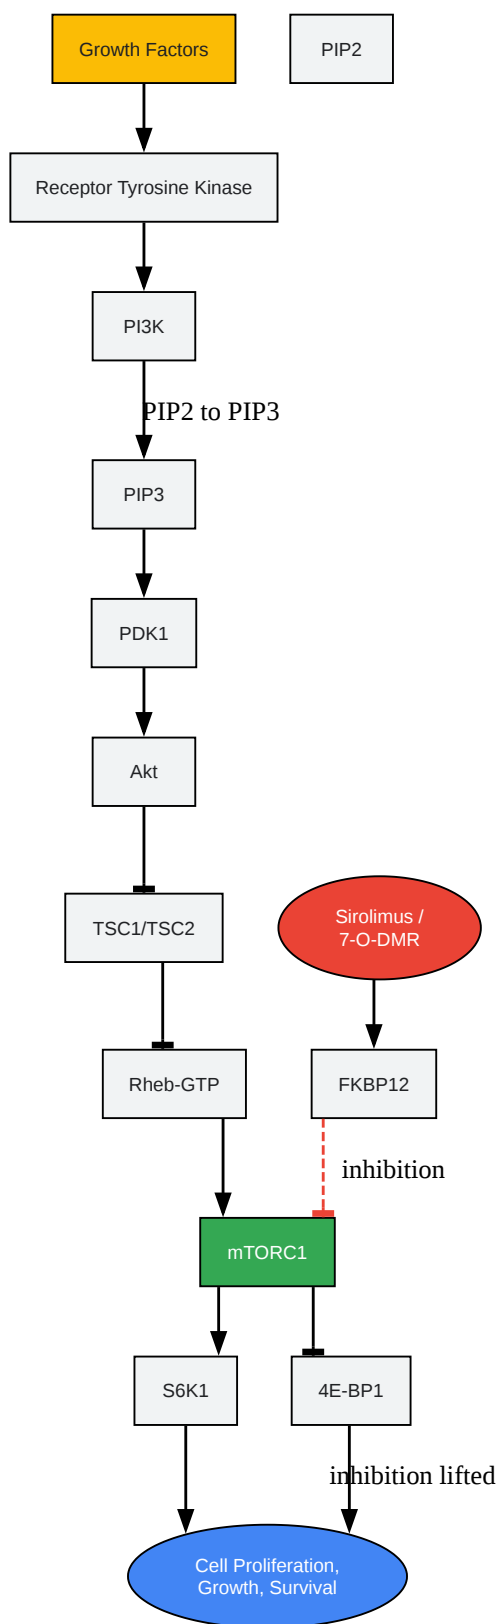 Growth Factors
PIP2
Receptor Tyrosine Kinase
PI3K
PIP2 to PIP3
PIP3
PDK1
Akt
TSC1/TSC2
Sirolimus /
7-O-DMR
Rheb-GTP
FKBP12
inhibition
mTORC1
S6K1
4E-BP1
inhibition lifted
Cell Proliferation,
Growth, Survival